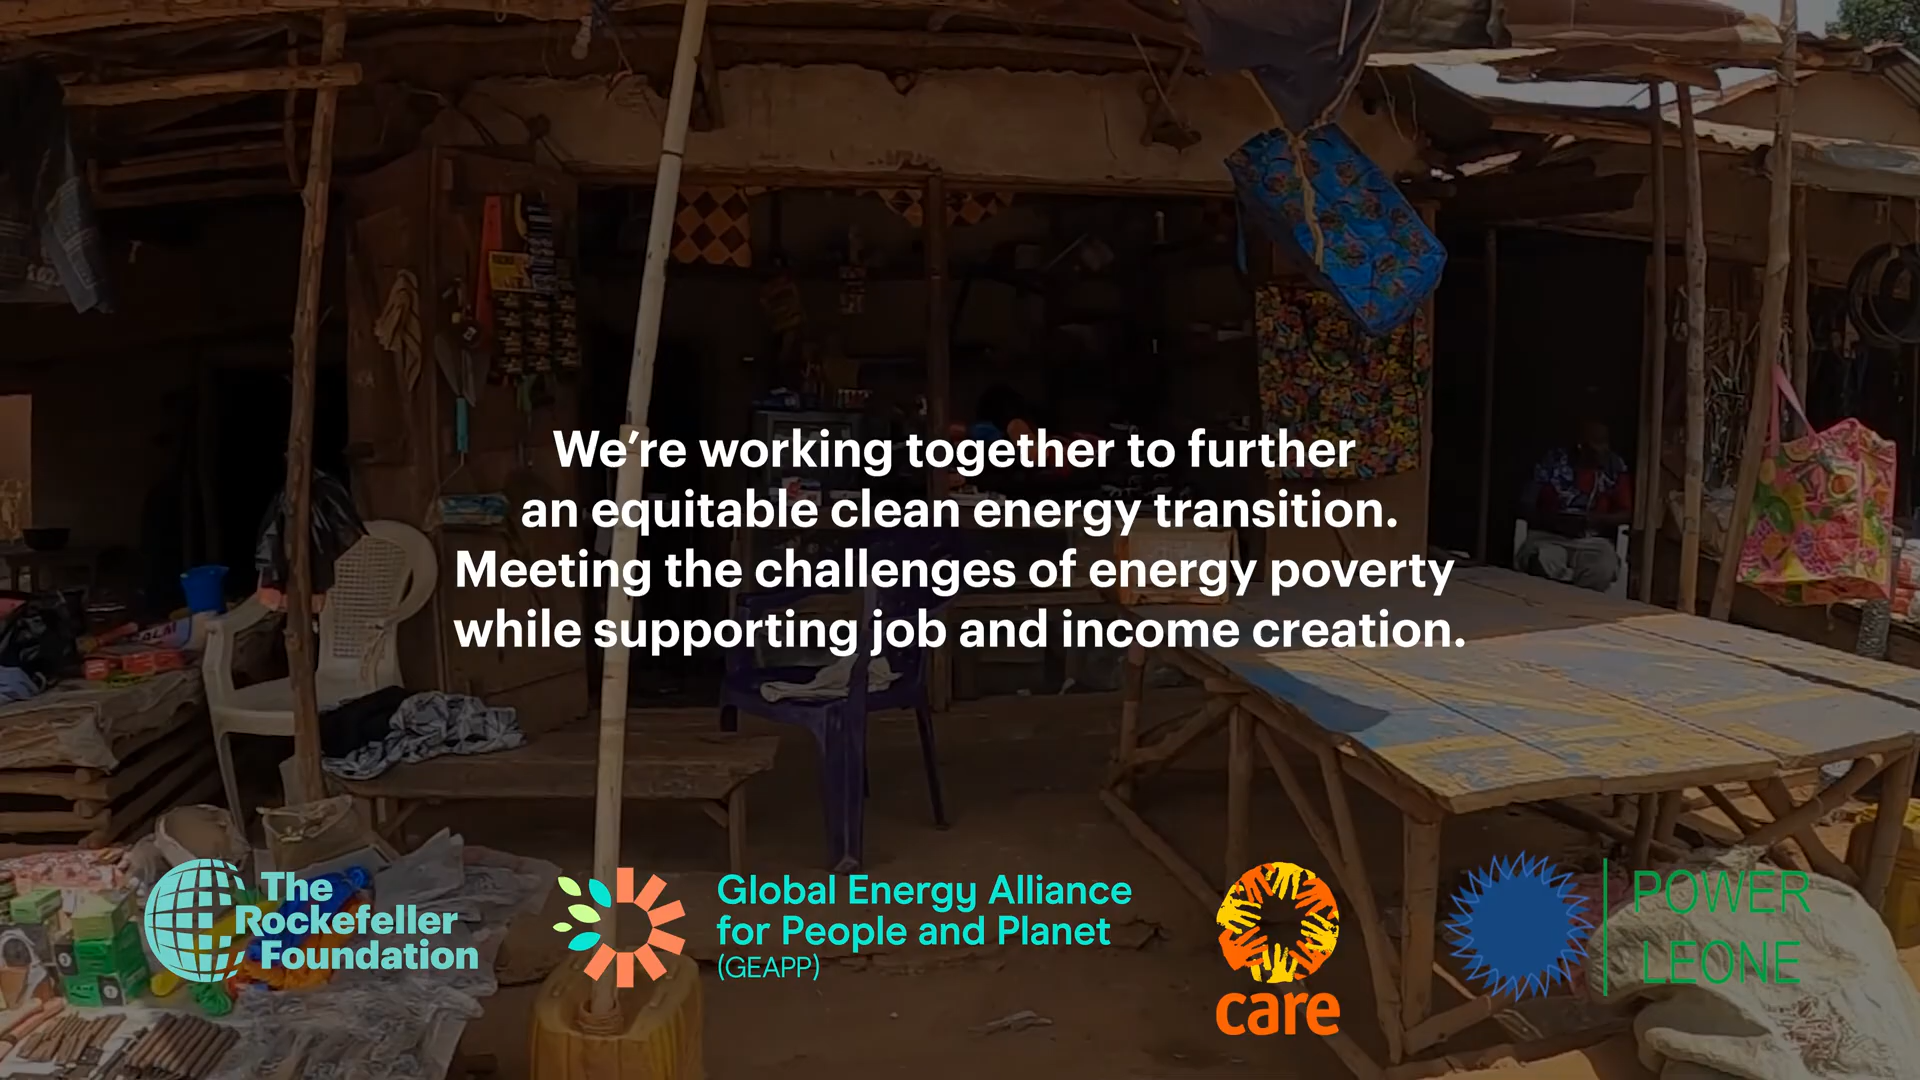 We’re working together to further
an equitable clean energy transition.
Meeting the challenges of energy poverty
while supporting job and income creation.
The
Rockefeller
Foundation
Global Energy Alliance
for People and Planet
(GEAPP)
care
POWER
LEONE